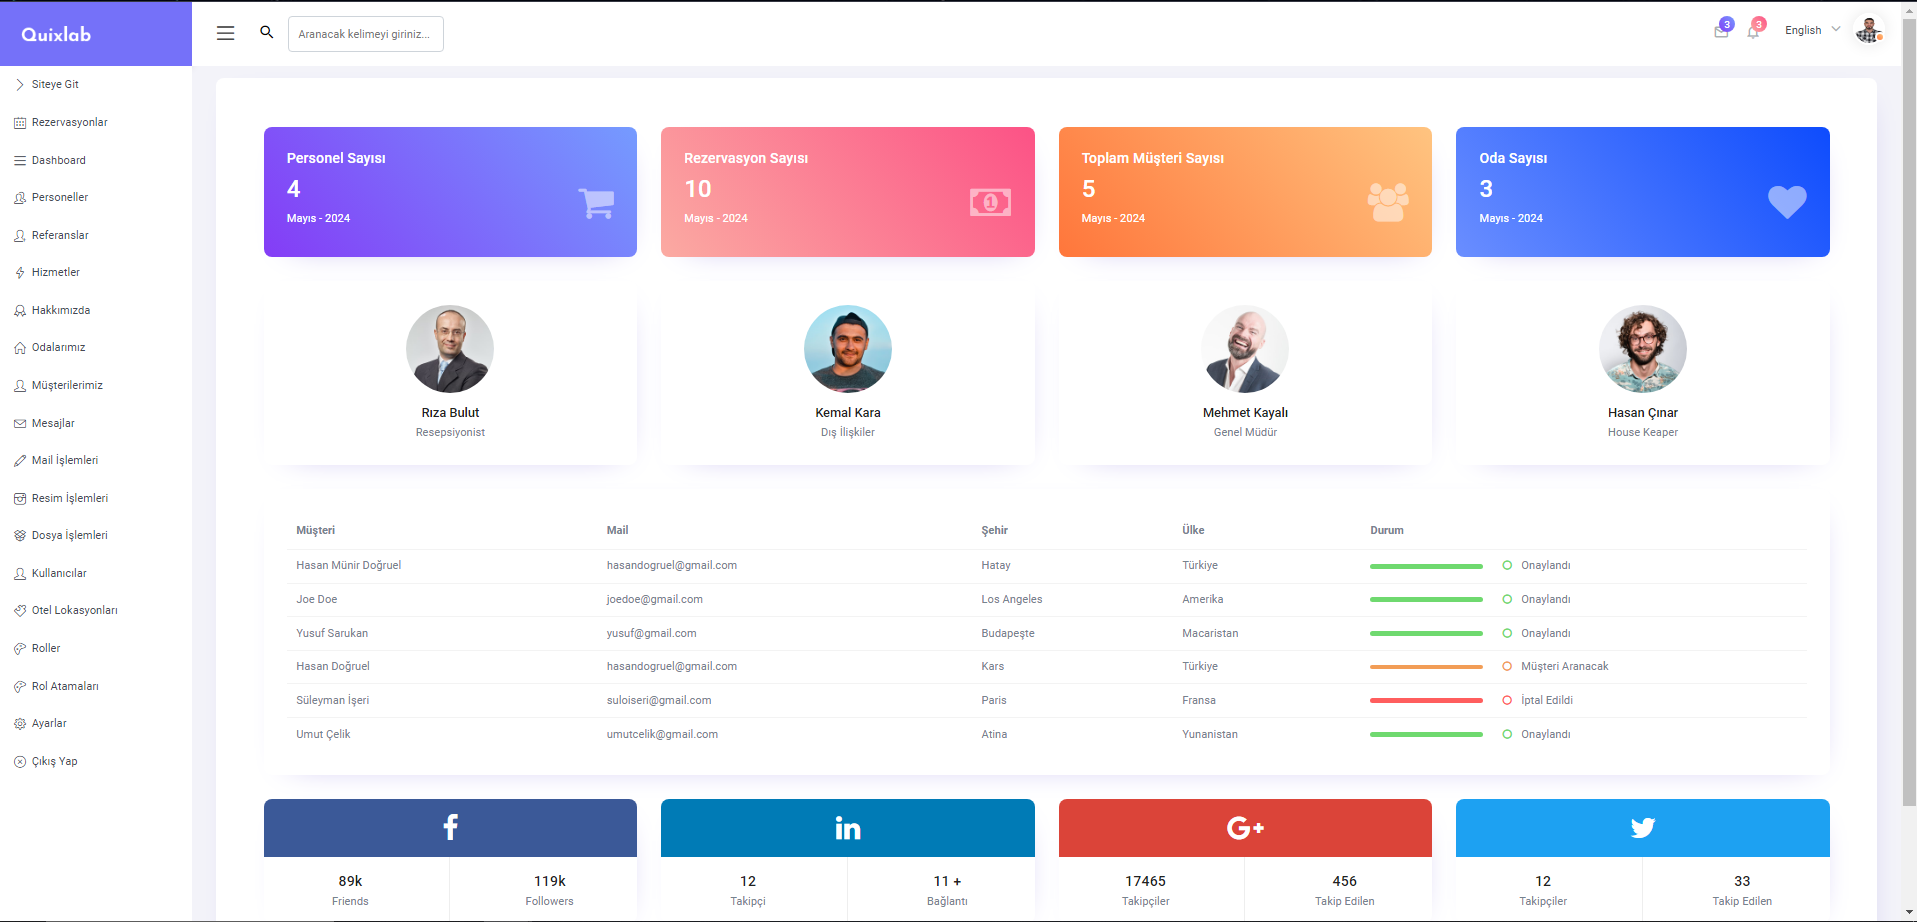 Quixlab
Aranacak kelimeyi giriniz...
3
3
English
Siteye Git
Rezervasyonlar
Dashboard
Personeller
Referanslar
Hizmetler
Hakkımızda
Odalarımız
Müşterilerimiz
Mesajlar
Mail İşlemleri
Resim İşlemleri
Dosya İşlemleri
Kullanıcılar
Otel Lokasyonları
Roller
Rol Atamaları
Ayarlar
Çıkış Yap
Personel Sayısı
4
Mayıs - 2024
Rezervasyon Sayısı
10
Mayıs - 2024
1
Toplam Müşteri Sayısı
5
Mayıs - 2024
Oda Sayısı
3
Mayıs - 2024
Rıza Bulut
Resepsiyonist
Kemal Kara
Dış İlişkiler
Mehmet Kayalı
Genel Müdür
Hasan Çınar
House Keaper
Müşteri Mail Şehir Ülke Durum
Hasan Münir Doğruel hasandogruel@gmail.com Hatay Türkiye Onaylandı
Joe Doe joedoe@gmail.com Los Angeles Amerika Onaylandı
Yusuf Sarukan yusuf@gmail.com Budapeşte Macaristan Onaylandı
Hasan Doğruel hasandogruel@gmail.com Kars Türkiye Müşteri Aranacak
Süleyman İşeri suloiseri@gmail.com Paris Fransa İptal Edildi
Umut Çelik umutcelik@gmail.com Atina Yunanistan Onaylandı
f
in
G+
89k 119k
Friends Followers
12 11 +
Takipçi Bağlantı
17465 456
Takipçiler Takip Edilen
12 33
Takipçiler Takip Edilen